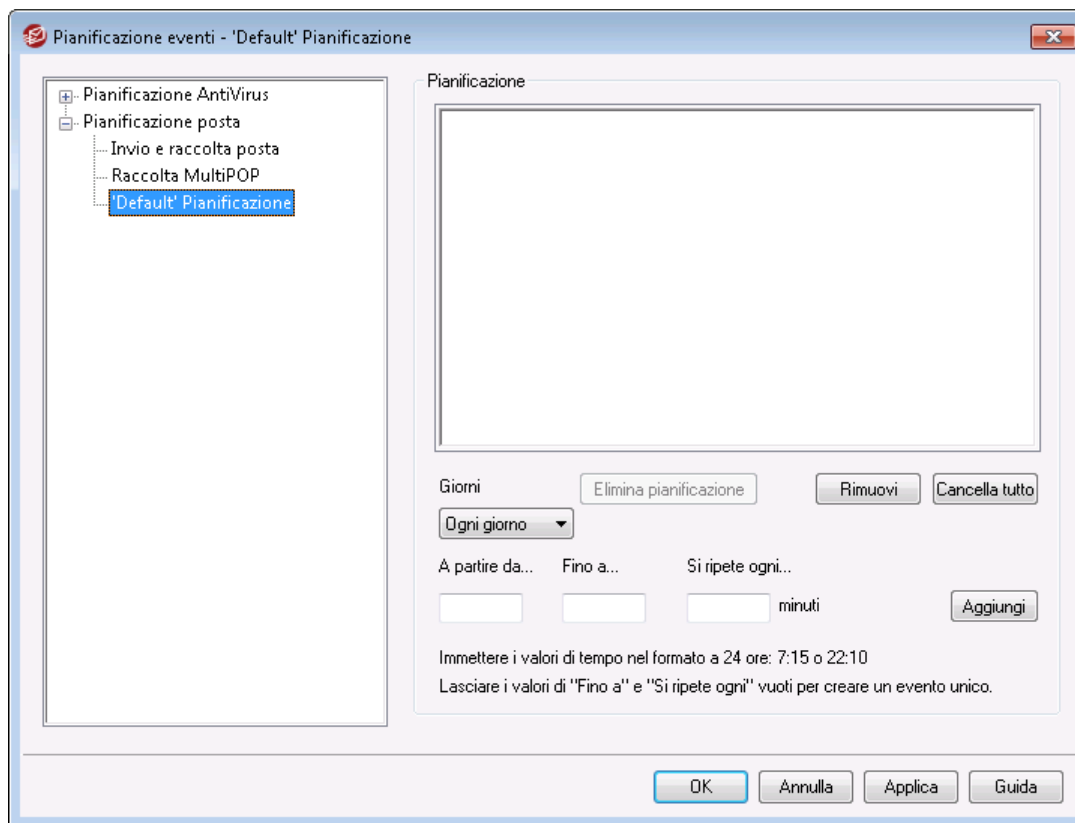 Pianificazione eventi - 'Default' Pianificazione
Pianificazione AntiVirus
Pianificazione posta
Invio e raccolta posta
Raccolta MultiPOP
'Default' Pianificazione
Pianificazione
Giorni
Elimina pianificazione
Rimuovi
Cancella tutto
Ogni giorno
A partire da...
Fino a...
Si ripete ogni...
minuti
Aggiungi
Immettere i valori di tempo nel formato a 24 ore: 7:15 o 22:10
Lasciare i valori di "Fino a" e "Si ripete ogni" vuoti per creare un evento unico.
OK
Annulla
Applica
Guida